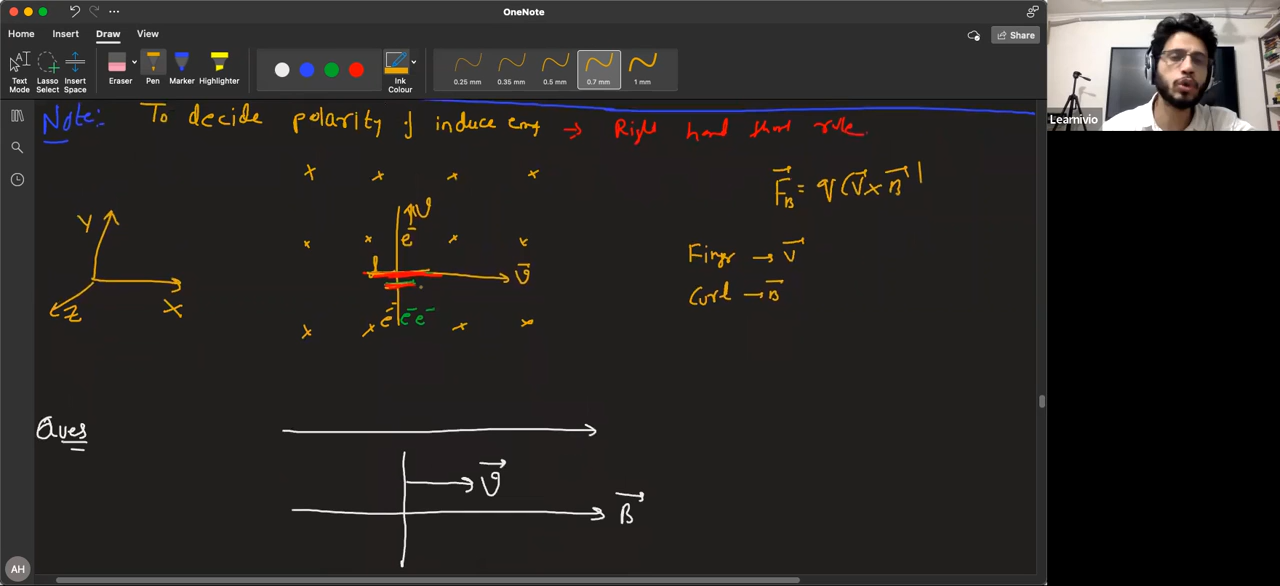 OneNote
Home Insert Draw View
Share
Text Mode Lasso Select Insert Space Eraser Pen Marker Highlighter Ink Colour 0.25 mm 0.35 mm 0.5 mm 0.7 mm 1 mm
Learnivio
Note:- To decide polarity of induce emf → Right hand thumb rule.
x x x x
F⃗B = q(V⃗ x B⃗)
Y
e⁻
x x x x
Fingr → V⃗
l
V⃗
Curl → B⃗
Z X
e⁻ e⁻ e⁻
x x x x
Ques
V⃗
B⃗
AH